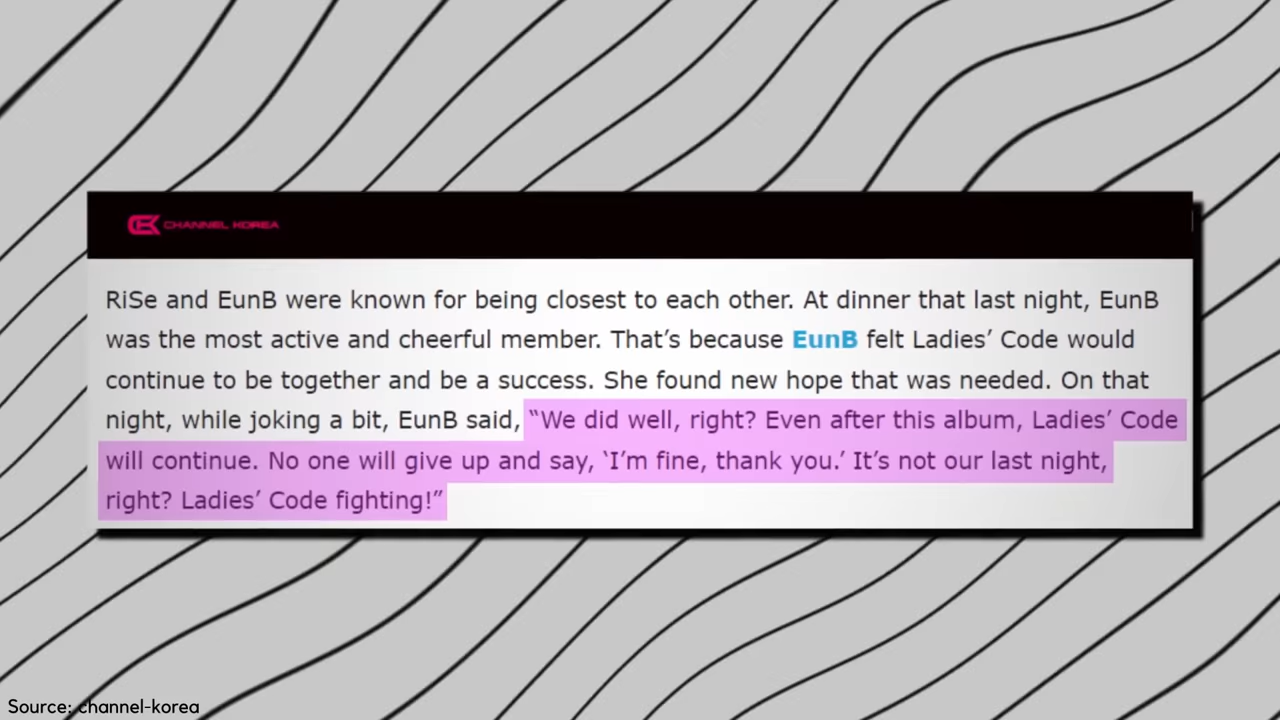 CHANNEL KOREA
RiSe and EunB were known for being closest to each other. At dinner that last night, EunB
was the most active and cheerful member. That’s because EunB felt Ladies’ Code would
continue to be together and be a success. She found new hope that was needed. On that
night, while joking a bit, EunB said, “We did well, right? Even after this album, Ladies’ Code
will continue. No one will give up and say, ‘I’m fine, thank you.’ It’s not our last night,
right? Ladies’ Code fighting!”
Source: channel-korea